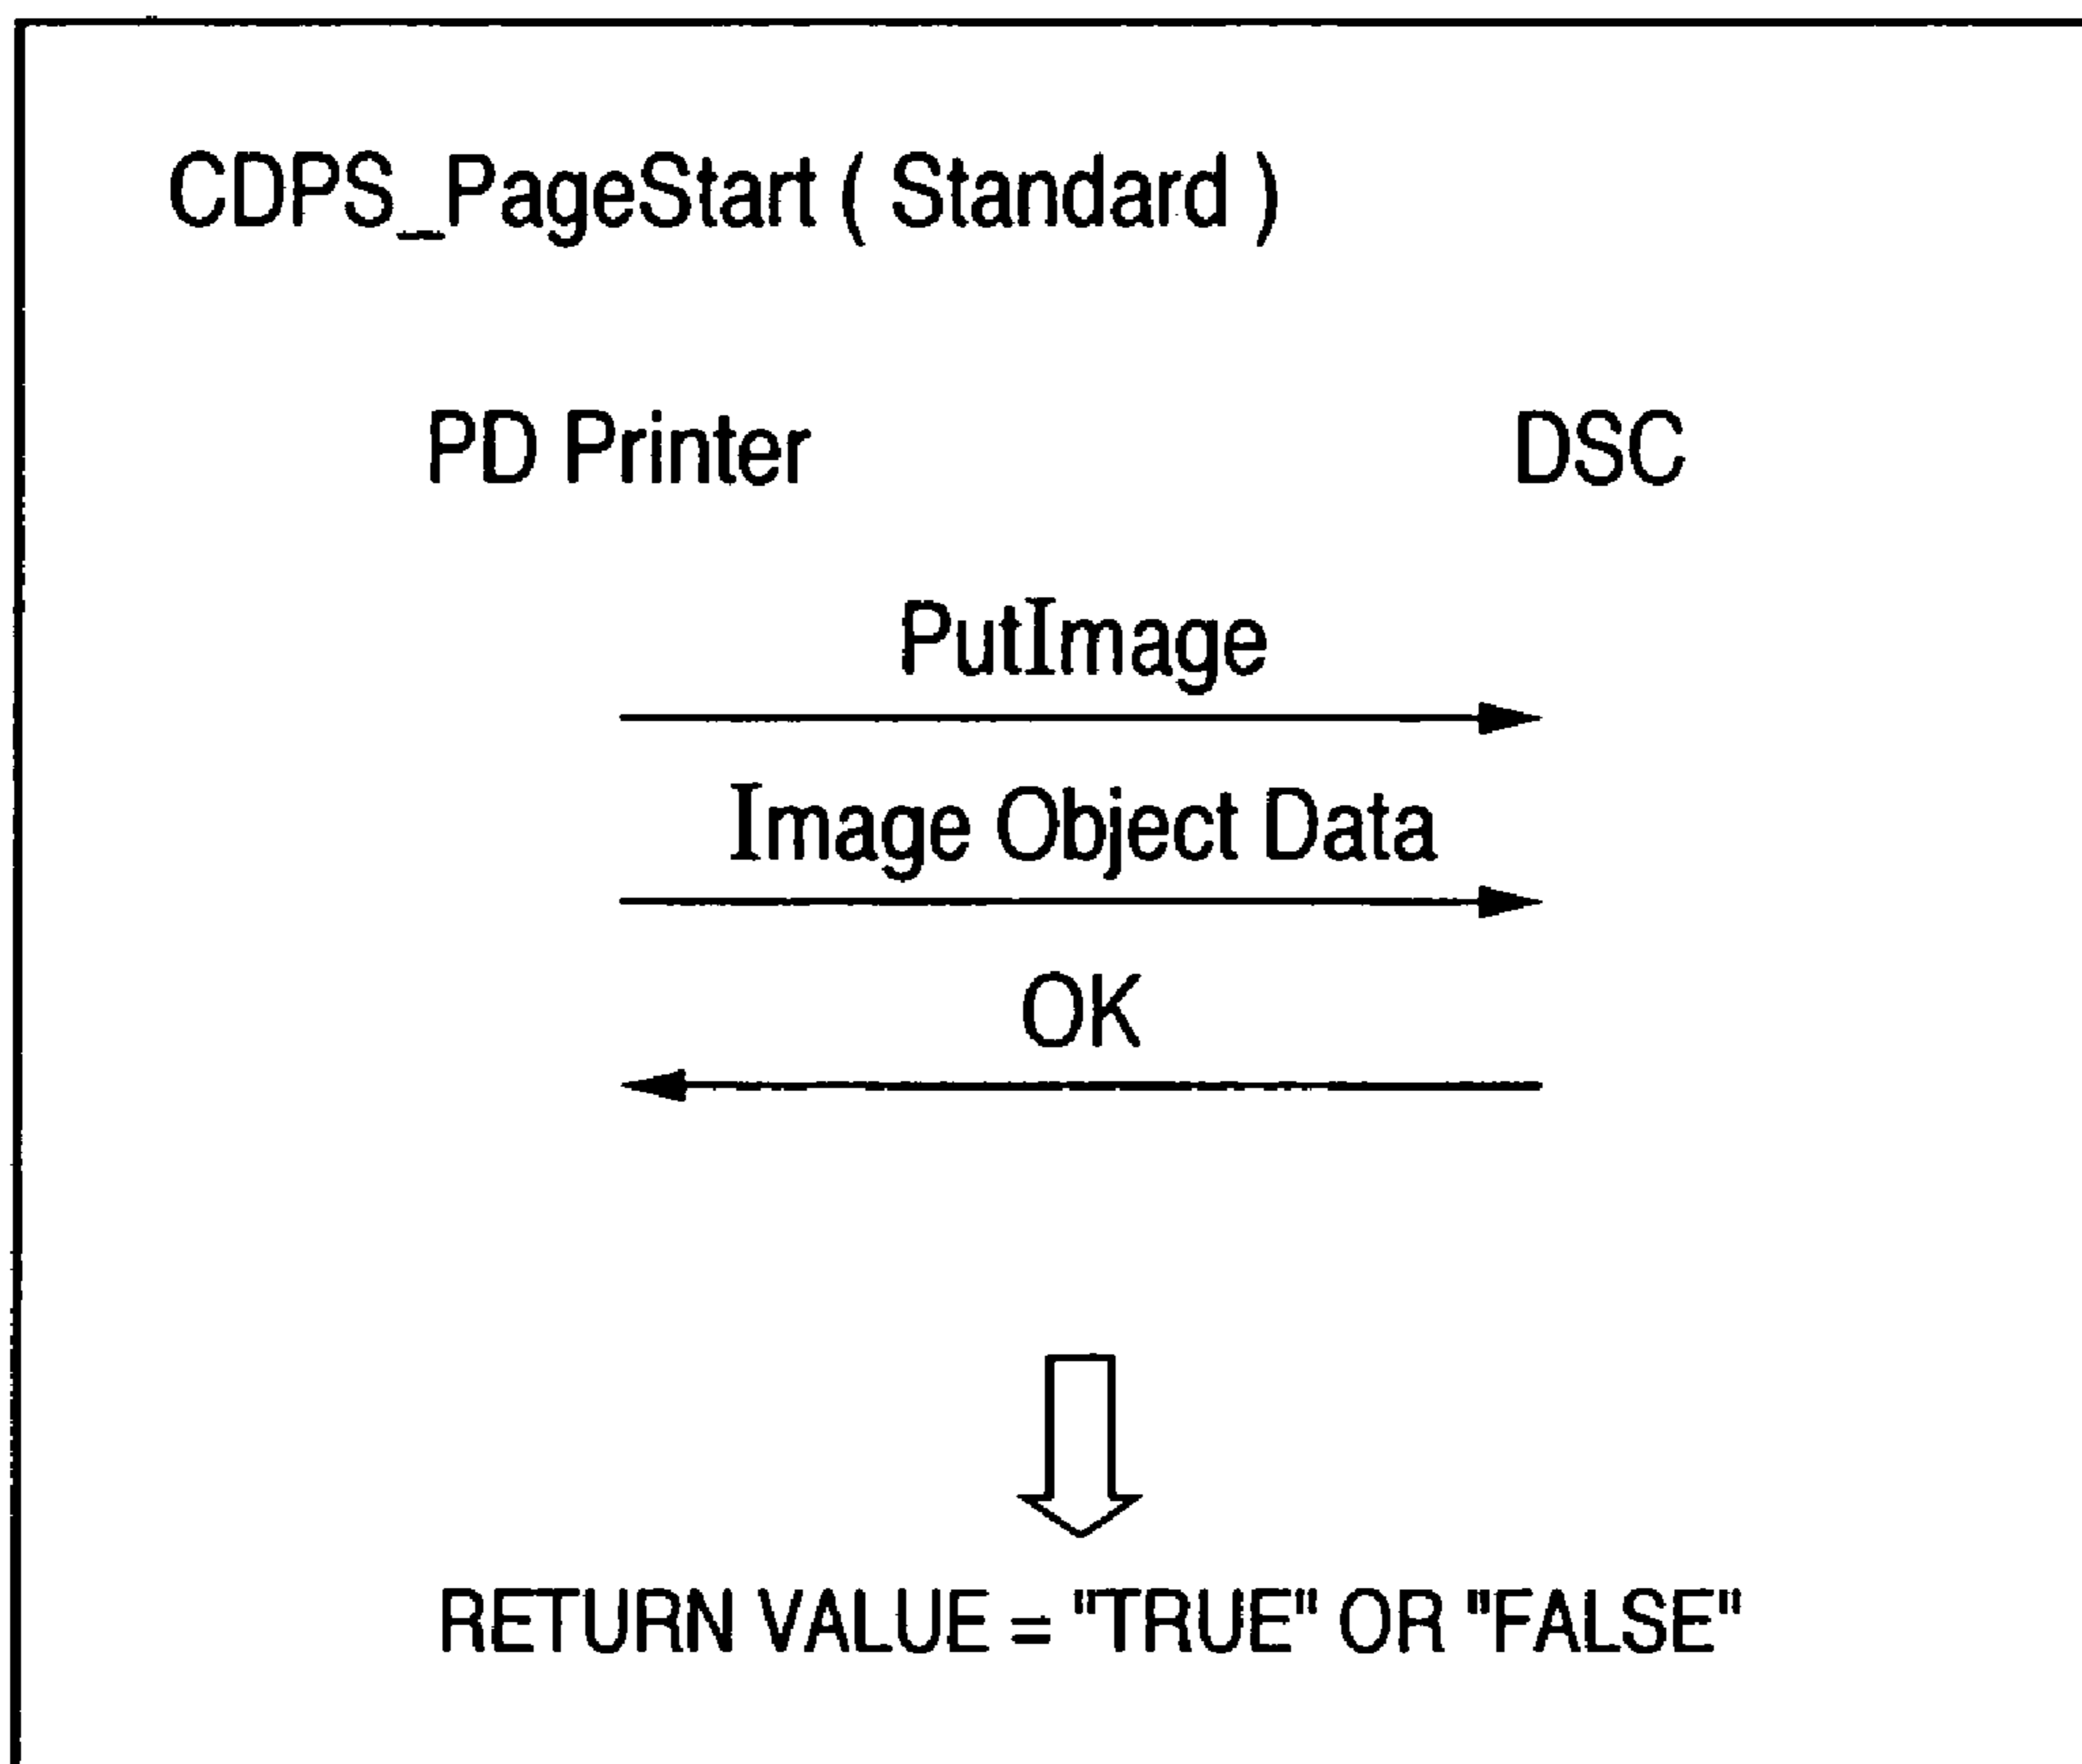 CDPS_PageStart ( Standard )
PD Printer
DSC
PutImage
Image Object Data
OK
RETURN VALUE = "TRUE" OR "FALSE"